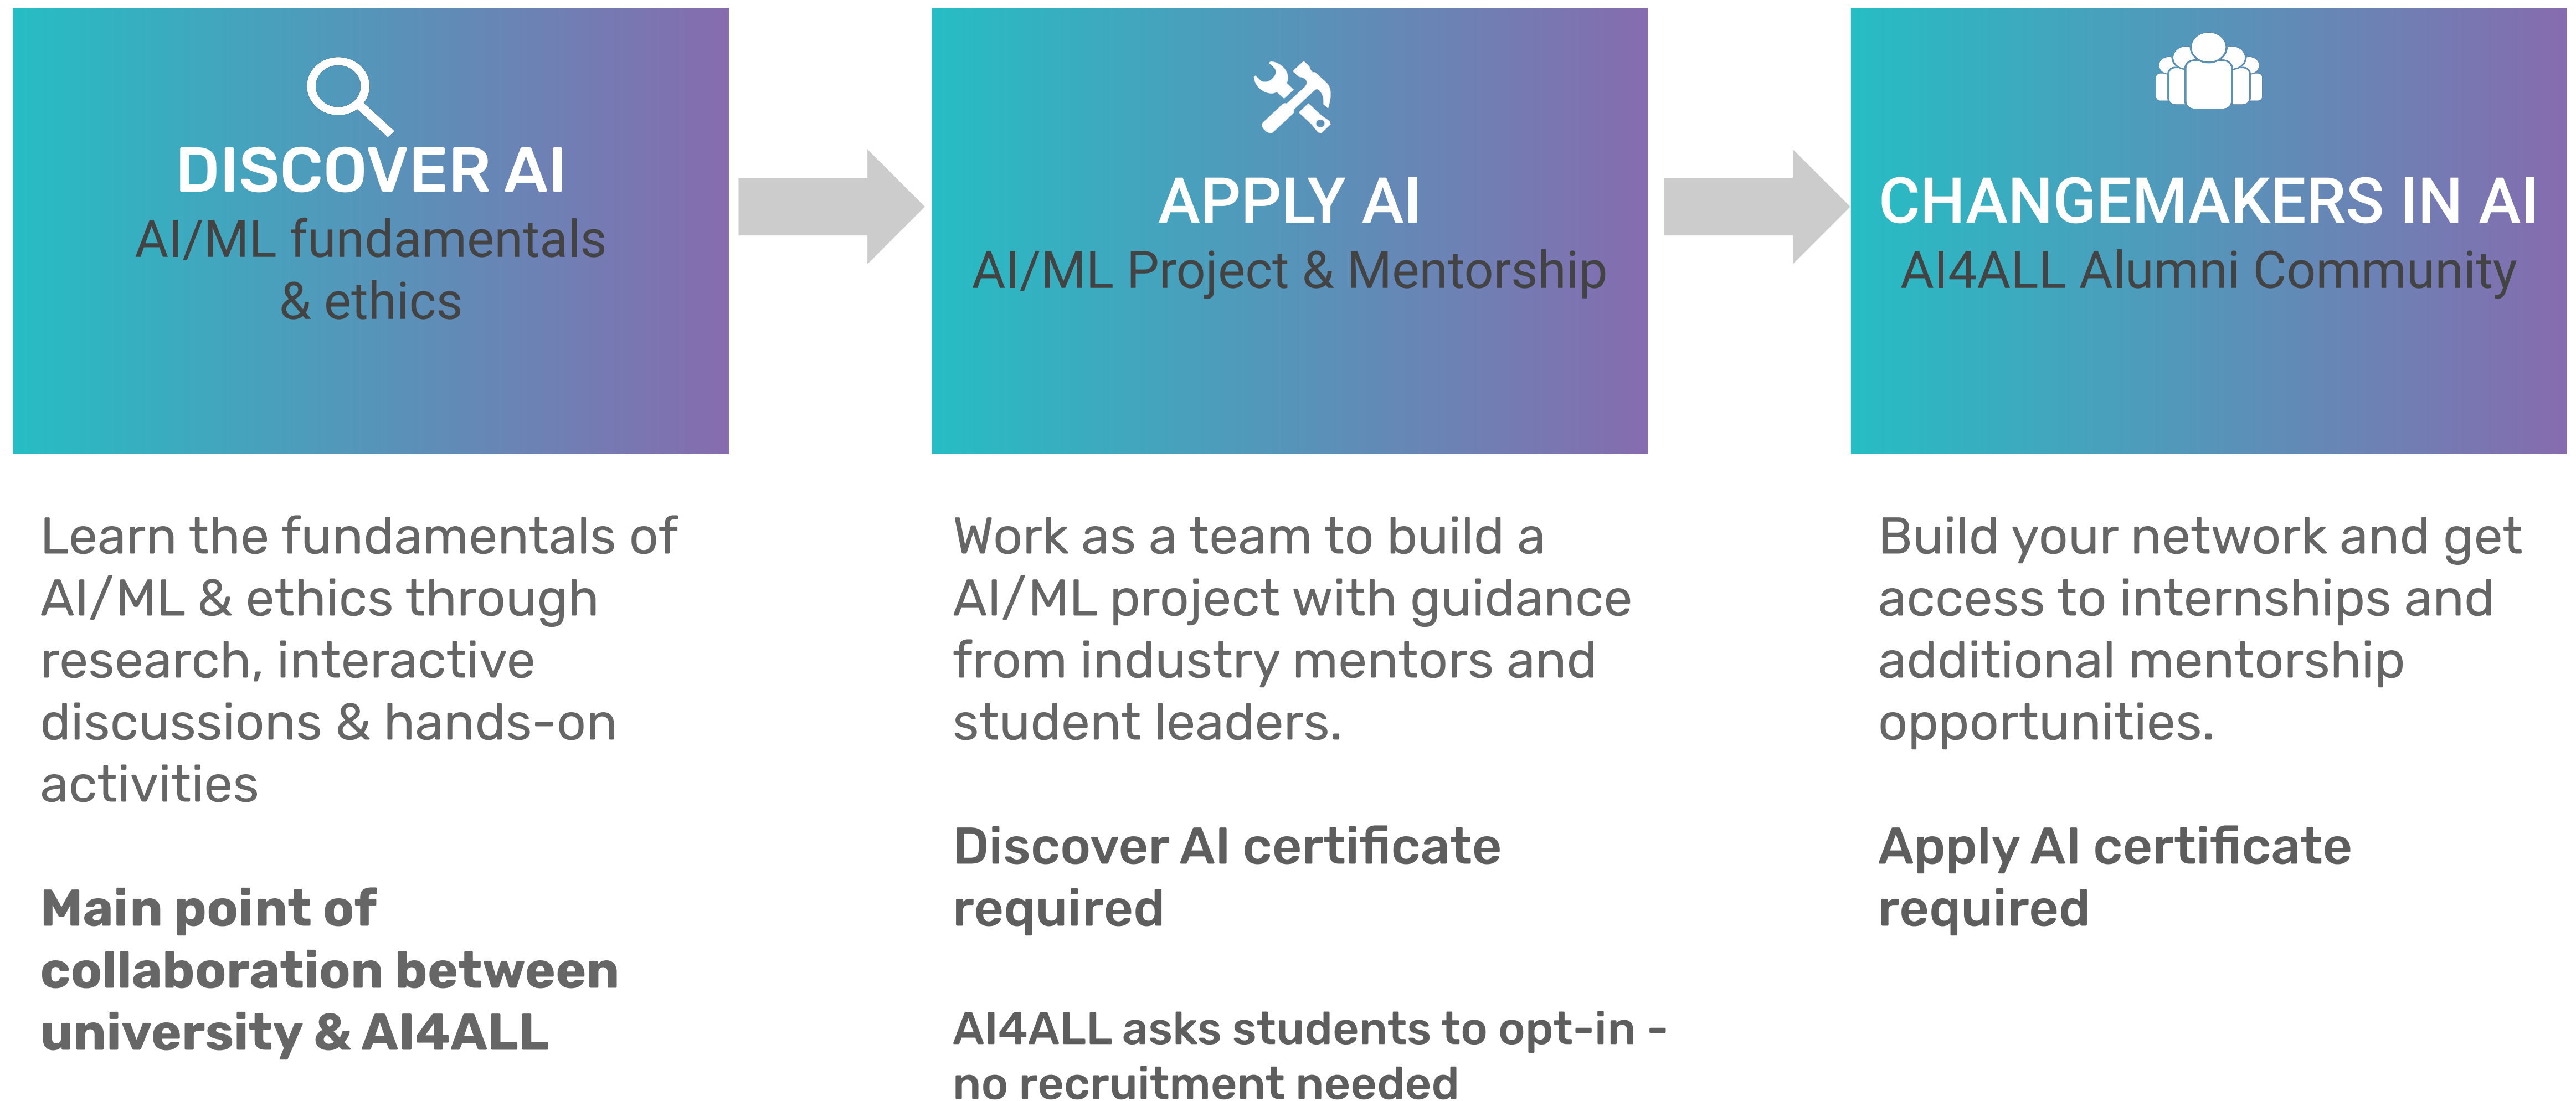 DISCOVER AI
AI/ML fundamentals
& ethics
Learn the fundamentals of
AI/ML & ethics through
research, interactive
discussions & hands-on
activities
Main point of
collaboration between
university & AI4ALL
APPLY AI
AI/ML Project & Mentorship
Work as a team to build a
AI/ML project with guidance
from industry mentors and
student leaders.
Discover AI certificate
required
AI4ALL asks students to opt-in -
no recruitment needed
CHANGEMAKERS IN AI
AI4ALL Alumni Community
Build your network and get
access to internships and
additional mentorship
opportunities.
Apply AI certificate
required